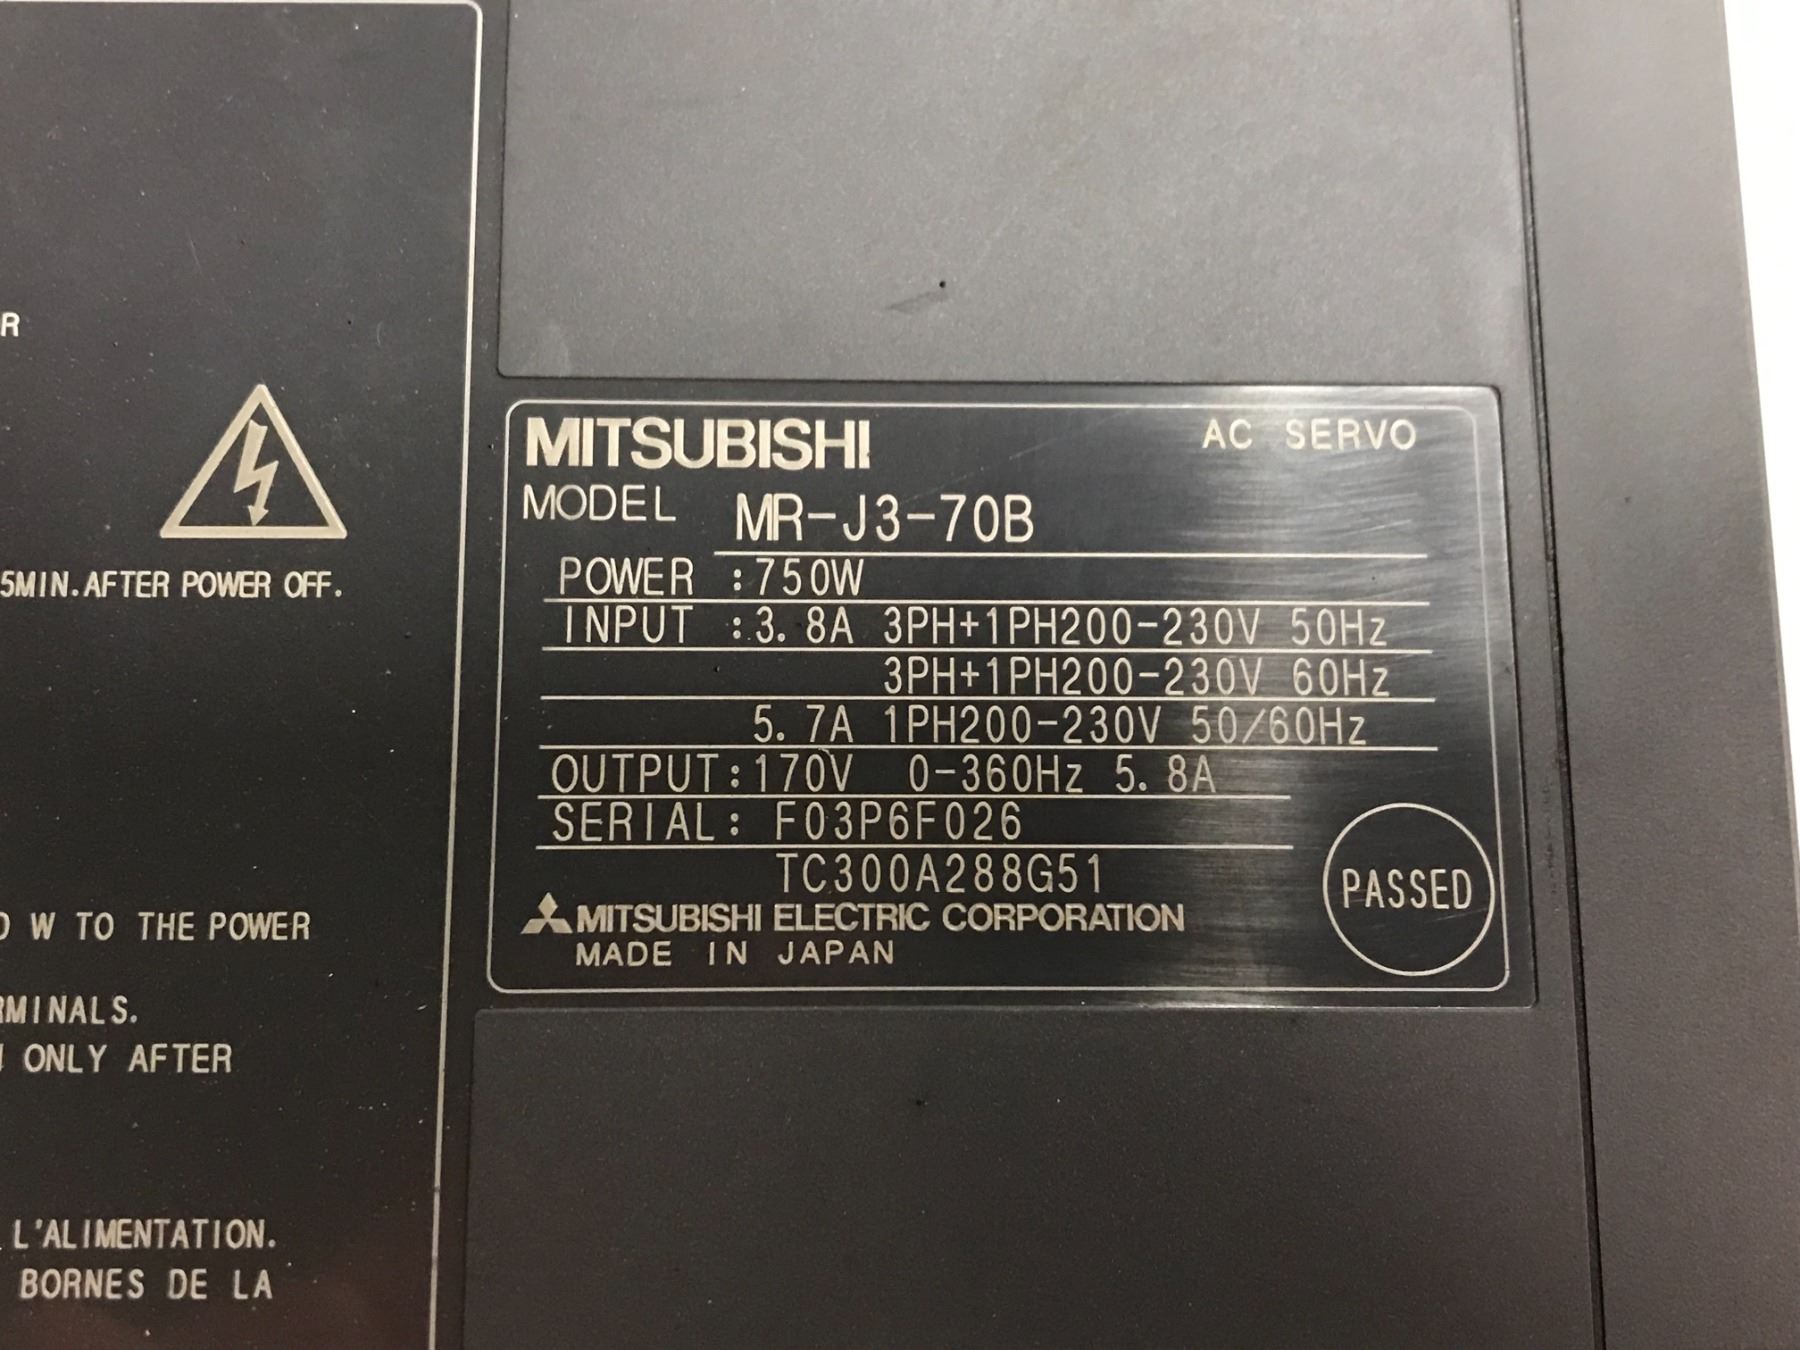 R
5MIN.AFTER POWER OFF.
W TO THE POWER
RMINALS.
ONLY AFTER
L'ALIMENTATION.
BORNES DE LA
MITSUBISHI AC SERVO
MODEL MR-J3-70B
POWER :750W
INPUT :3.8A 3PH+1PH200-230V 50Hz
3PH+1PH200-230V 60Hz
5.7A 1PH200-230V 50/60Hz
OUTPUT:170V 0-360Hz 5.8A
SERIAL: F03P6F026
TC300A288G51
MITSUBISHI ELECTRIC CORPORATION
MADE IN JAPAN
PASSED